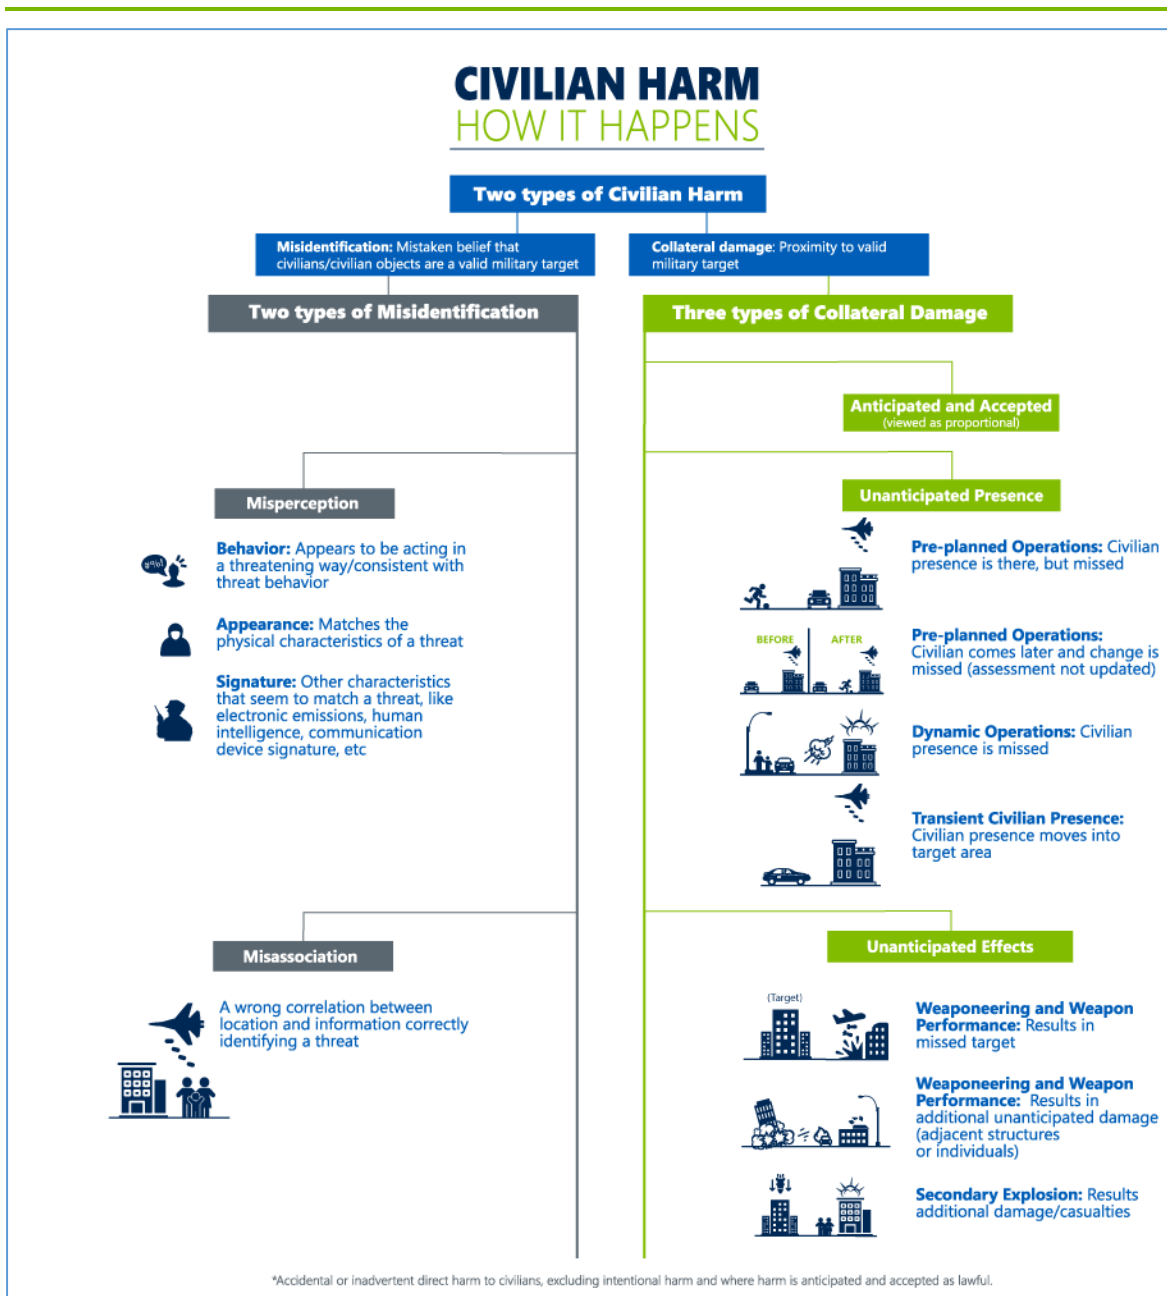 CIVILIAN HARM
HOW IT HAPPENS
Two types of Civilian Harm
Misidentification: Mistaken belief that
civilians/civilian objects are a valid military target
Collateral damage: Proximity to valid
military target
Two types of Misidentification
Three types of Collateral Damage
Anticipated and Accepted
(viewed as proportional)
Misperception
Behavior: Appears to be acting in
a threatening way/consistent with
threat behavior
Appearance: Matches the
physical characteristics of a threat
Signature: Other characteristics
that seem to match a threat, like
electronic emissions, human
intelligence, communication
device signature, etc
Unanticipated Presence
Pre-planned Operations: Civilian
presence is there, but missed
BEFORE
AFTER
Pre-planned Operations:
Civilian comes later and change is
missed (assessment not updated)
Dynamic Operations: Civilian
presence is missed
Transient Civilian Presence:
Civilian presence moves into
target area
Misassociation
A wrong correlation between
location and information correctly
identifying a threat
Unanticipated Effects
(Target)
Weaponeering and Weapon
Performance: Results in
missed target
Weaponeering and Weapon
Performance: Results in
additional unanticipated damage
(adjacent structures
or individuals)
Secondary Explosion: Results
additional damage/casualties
*Accidental or inadvertent direct harm to civilians, excluding intentional harm and where harm is anticipated and accepted as lawful.